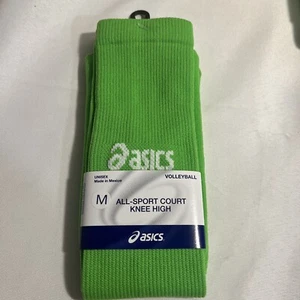 asics
UNISEX
Made in Mexico
VOLLEYBALL
M
ALL-SPORT COURT
KNEE HIGH
asics